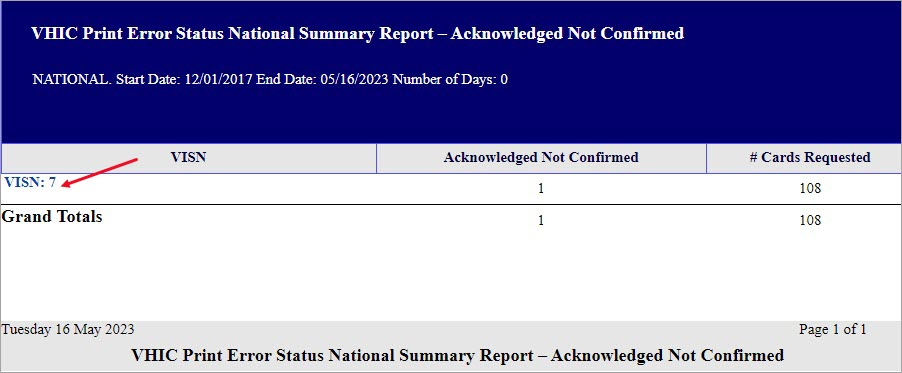 VHIC Print Error Status National Summary Report – Acknowledged Not Confirmed
NATIONAL. Start Date: 12/01/2017 End Date: 05/16/2023 Number of Days: 0
VISN Acknowledged Not Confirmed # Cards Requested
VISN: 7 1 108
Grand Totals 1 108
Tuesday 16 May 2023 Page 1 of 1
VHIC Print Error Status National Summary Report – Acknowledged Not Confirmed